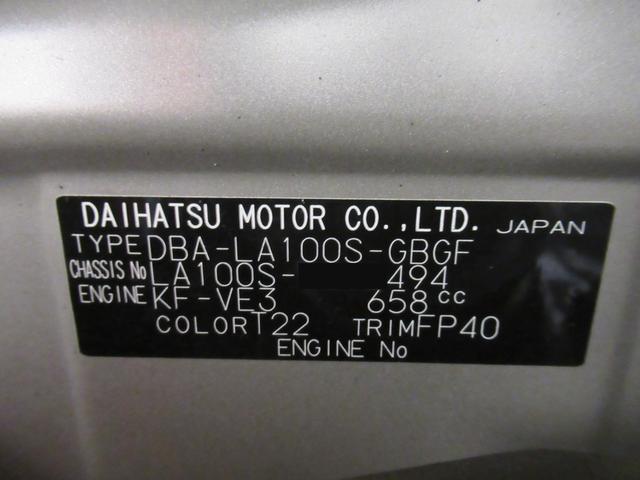 DAIHATSU MOTOR CO.,LTD. JAPAN
TYPE DBA-LA100S-GBGF
CHASSIS No LA100S- 494
ENGINE KF-VE3 658cc
COLOR T22 TRIM FP40
ENGINE No